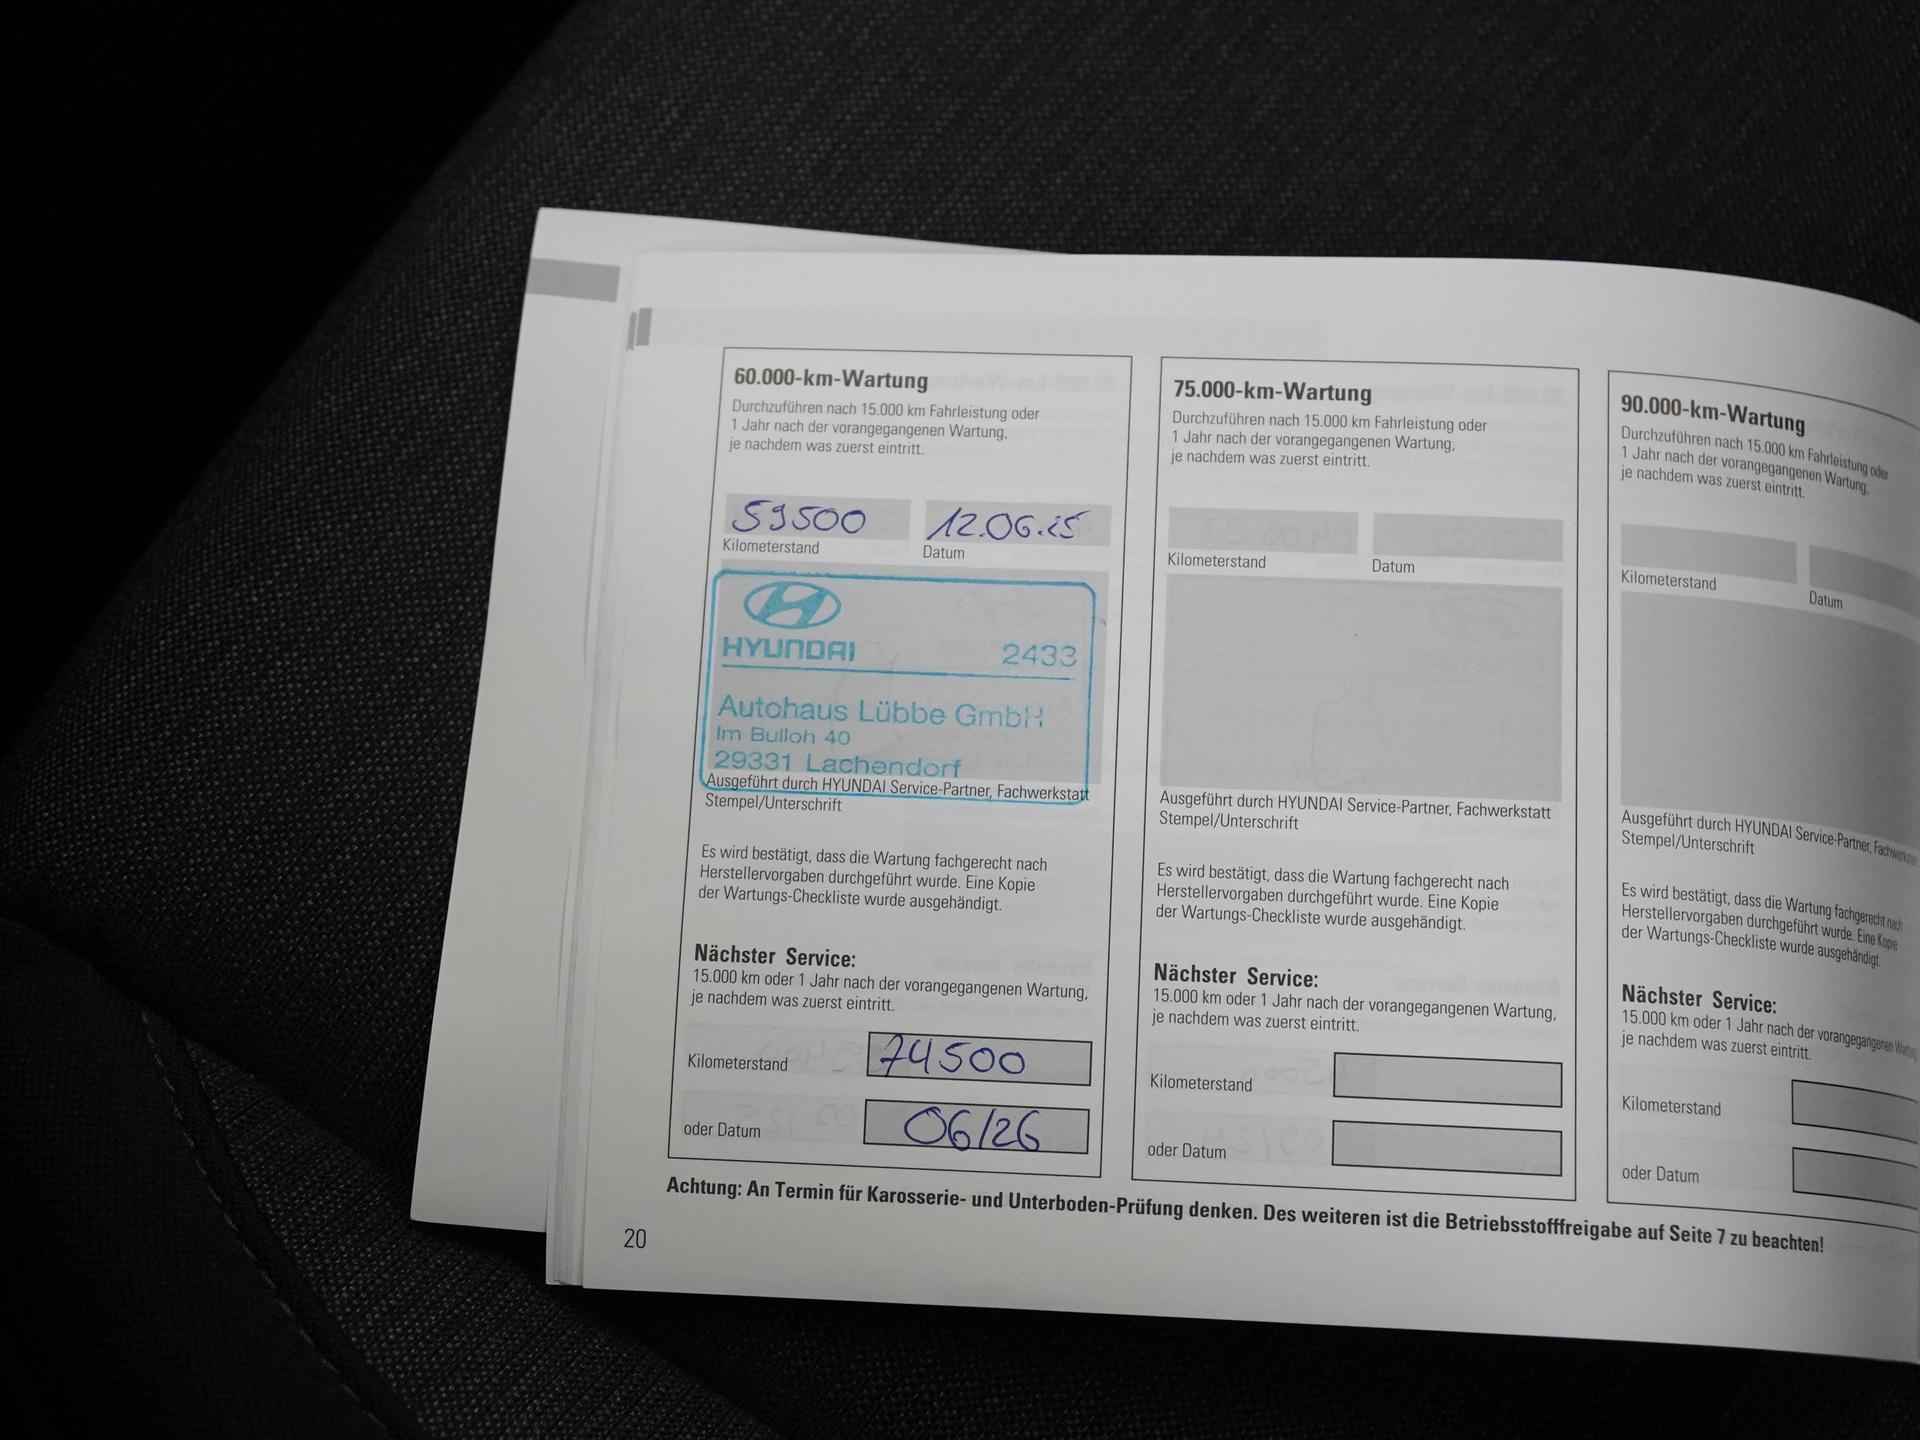 60.000-km-Wartung
Durchzuführen nach 15.000 km Fahrleistung oder
1 Jahr nach der vorangegangenen Wartung,
je nachdem was zuerst eintritt.
59500
12.06.25
Kilometerstand
Datum
HYUNDAI
2433
Autohaus Lübbe GmbH
Im Bulloh 40
29331 Lachendorf
Ausgeführt durch HYUNDAI Service-Partner, Fachwerkstatt
Stempel/Unterschrift
Es wird bestätigt, dass die Wartung fachgerecht nach
Herstellervorgaben durchgeführt wurde. Eine Kopie
der Wartungs-Checkliste wurde ausgehändigt.
Nächster Service:
15.000 km oder 1 Jahr nach der vorangegangenen Wartung,
je nachdem was zuerst eintritt.
Kilometerstand
74500
oder Datum
06/26
75.000-km-Wartung
Durchzuführen nach 15.000 km Fahrleistung oder
1 Jahr nach der vorangegangenen Wartung,
je nachdem was zuerst eintritt.
Kilometerstand
Datum
Ausgeführt durch HYUNDAI Service-Partner, Fachwerkstatt
Stempel/Unterschrift
Es wird bestätigt, dass die Wartung fachgerecht nach
Herstellervorgaben durchgeführt wurde. Eine Kopie
der Wartungs-Checkliste wurde ausgehändigt.
Nächster Service:
15.000 km oder 1 Jahr nach der vorangegangenen Wartung,
je nachdem was zuerst eintritt.
Kilometerstand
oder Datum
90.000-km-Wartung
Durchzuführen nach 15.000 km Fahrleistung oder
1 Jahr nach der vorangegangenen Wartung,
je nachdem was zuerst eintritt.
Kilometerstand
Datum
Ausgeführt durch HYUNDAI Service-Partner,
Stempel/Unterschrift
Es wird bestätigt, dass die Wartung fachgerecht nach
Herstellervorgaben durchgeführt wurde. Eine Kopie
der Wartungs-Checkliste wurde ausgehändigt.
Nächster Service:
15.000 km oder 1 Jahr nach der vorangegangenen
je nachdem was zuerst eintritt.
Kilometerstand
oder Datum
Achtung: An Termin für Karosserie- und Unterboden-Prüfung denken. Des weiteren ist die Betriebsstofffreigabe auf Seite 7 zu beachten!
20